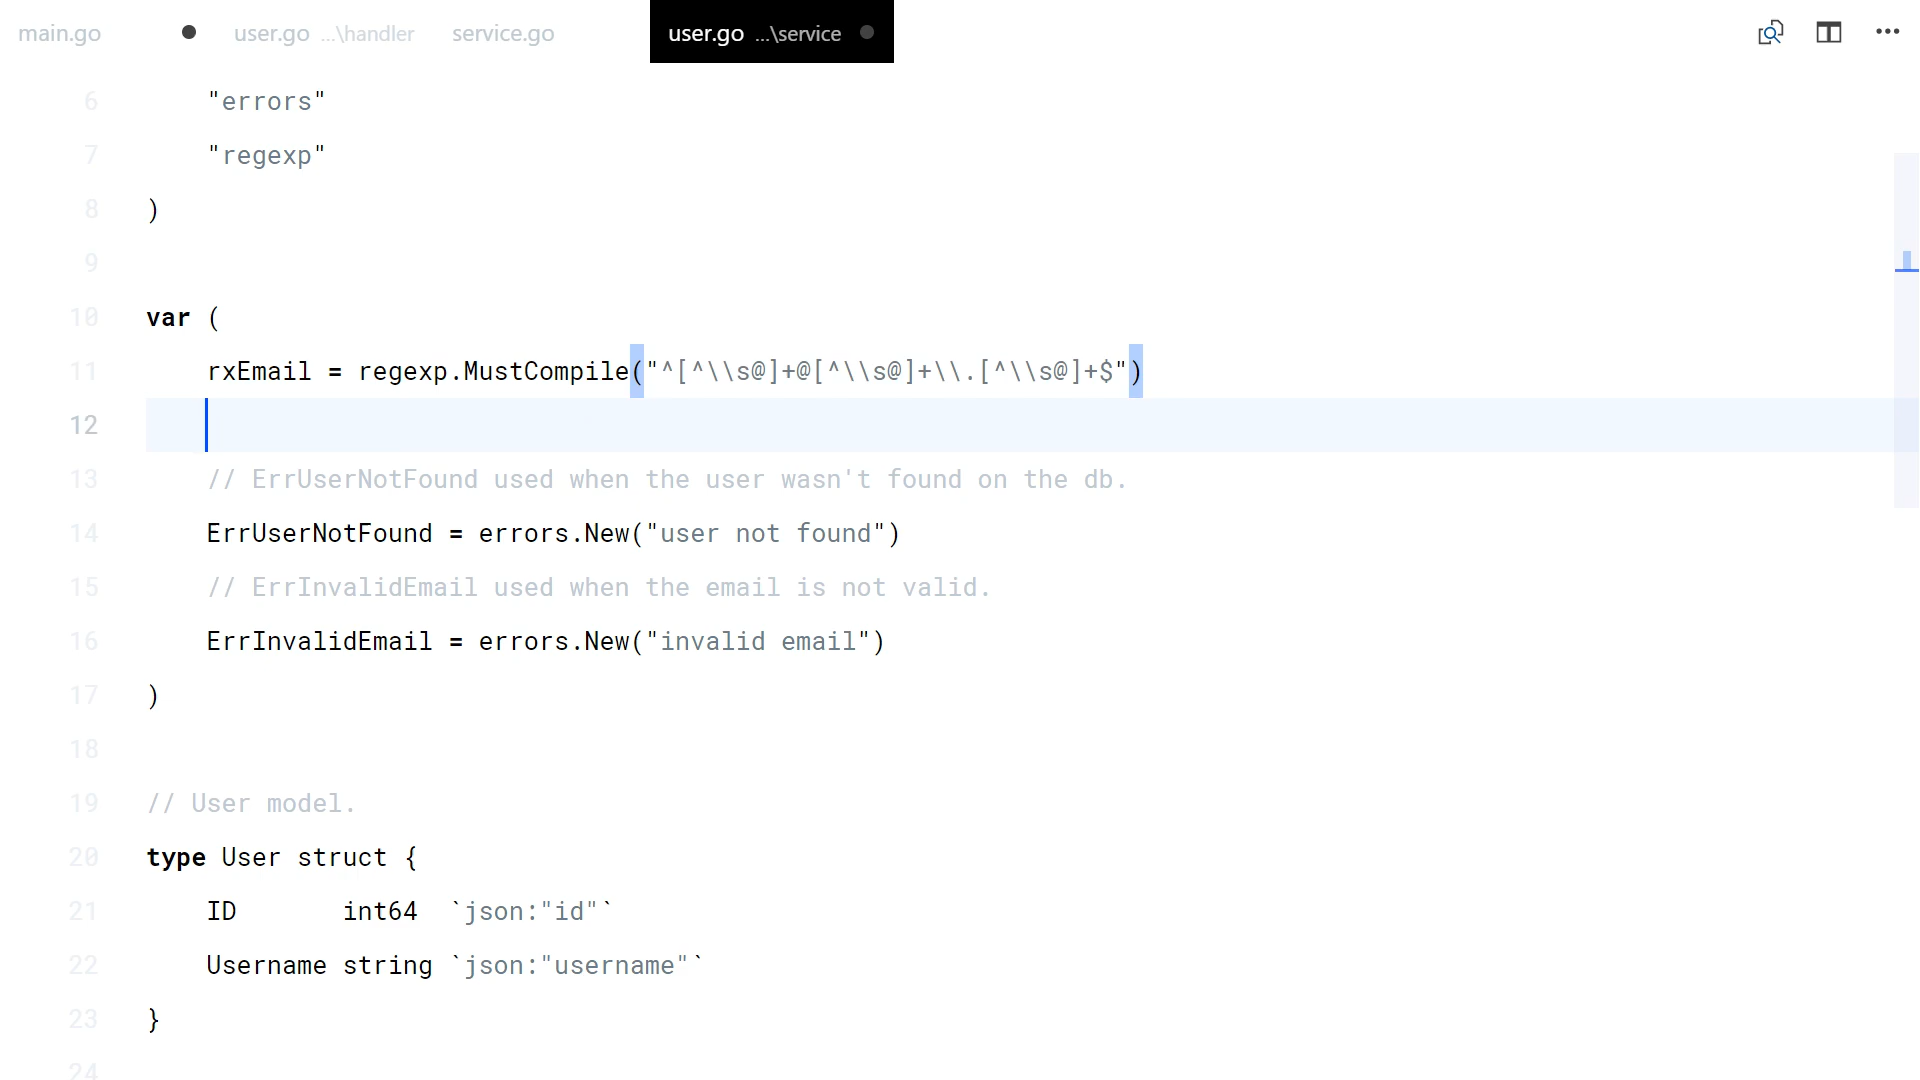 main.go user.go ...\handler service.go user.go ...\service
6 "errors"
7 "regexp"
8 )
9
10 var (
11 rxEmail = regexp.MustCompile("^[^\\s@]+@[^\\s@]+\\.[^\\s@]+$")
12
13 // ErrUserNotFound used when the user wasn't found on the db.
14 ErrUserNotFound = errors.New("user not found")
15 // ErrInvalidEmail used when the email is not valid.
16 ErrInvalidEmail = errors.New("invalid email")
17 )
18
19 // User model.
20 type User struct {
21 ID int64 `json:"id"`
22 Username string `json:"username"`
23 }
24